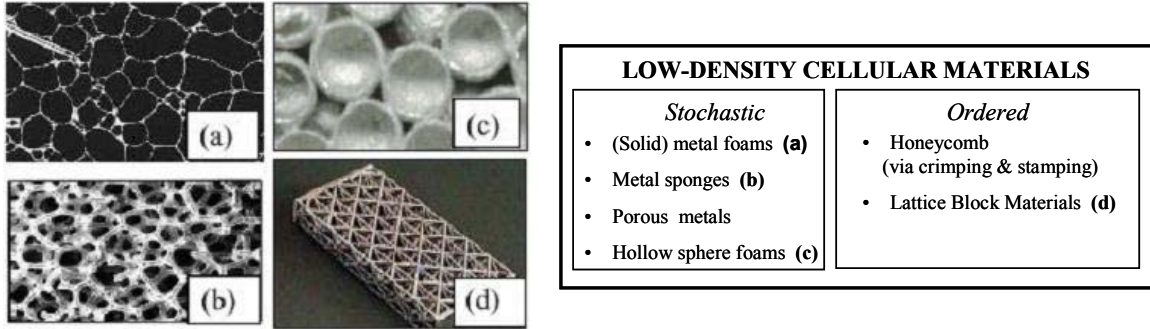 (a)
(c)
(b)
(d)
LOW-DENSITY CELLULAR MATERIALS
Stochastic
• (Solid) metal foams (a)
• Metal sponges (b)
• Porous metals
• Hollow sphere foams (c)
Ordered
• Honeycomb
(via crimping & stamping)
• Lattice Block Materials (d)